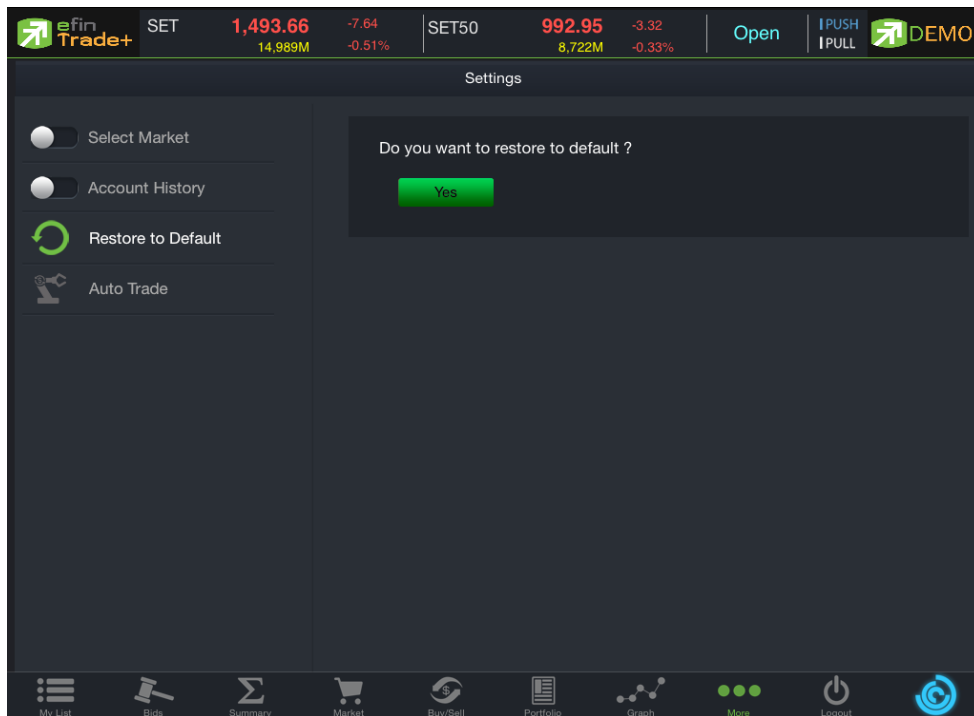 efin
Trade+
SET
1,493.66
-7.64
14,989M
-0.51%
SET50
992.95
-3.32
8,722M
-0.33%
Open
PUSH
PULL
DEMO
Settings
Select Market
Account History
Restore to Default
Auto Trade
Do you want to restore to default ?
Yes
My List
Bids
Summary
Market
Buy/Sell
Portfolio
Graph
More
Logout